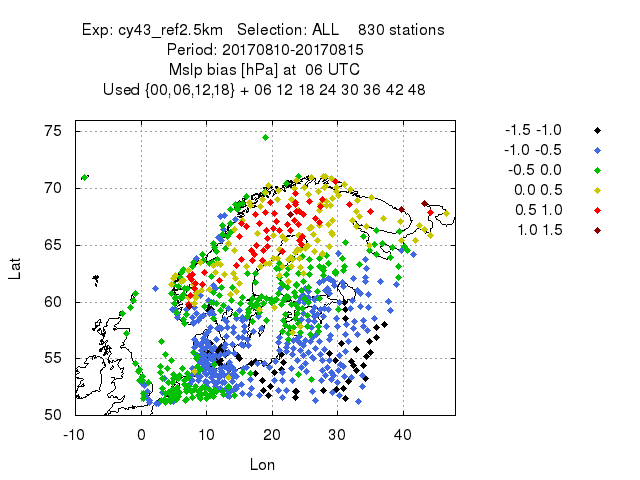 Exp: cy43_ref2.5km   Selection: ALL    830 stations
Period: 20170810-20170815
Mslp bias [hPa] at  06 UTC
Used {00,06,12,18} + 06 12 18 24 30 36 42 48
-1.5 -1.0
-1.0 -0.5
-0.5 0.0
0.0 0.5
0.5 1.0
1.0 1.5
75
70
65
60
55
50
Lat
-10 0 10 20 30 40
Lon